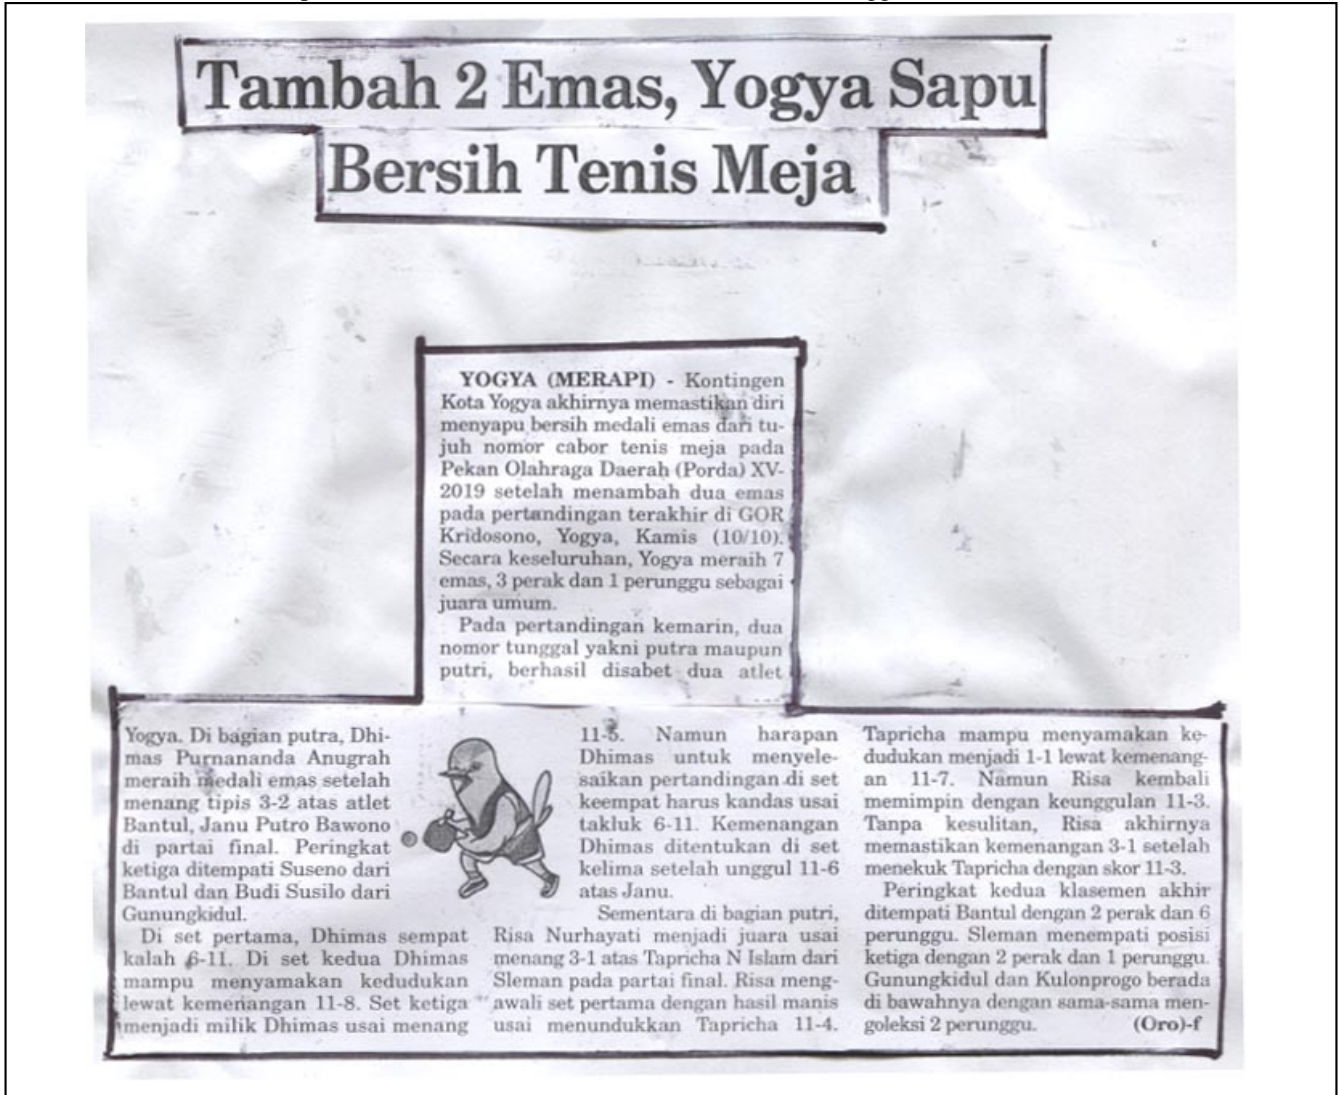 Tambah 2 Emas, Yogya Sapu
Bersih Tenis Meja
YOGYA (MERAPI) - Kontingen
Kota Yogya akhirnya memastikan diri
menyapu bersih medali emas dari tu-
juh nomor cabor tenis meja pada
Pekan Olahraga Daerah (Porda) XV-
2019 setelah menambah dua emas
pada pertandingan terakhir di GOR
Kridosono, Yogya, Kamis (10/10).
Secara keseluruhan, Yogya meraih 7
emas, 3 perak dan 1 perunggu sebagai
juara umum.
Pada pertandingan kemarin, dua
nomor tunggal yakni putra maupun
putri, berhasil disabet dua atlet
Yogya. Di bagian putra, Dhi-
mas Purnananda Anugrah
meraih medali emas setelah
menang tipis 3-2 atas atlet
Bantul, Janu Putro Bawono
di partai final. Peringkat
ketiga ditempati Suseno dari
Bantul dan Budi Susilo dari
Gunungkidul.
Di set pertama, Dhimas sempat
kalah 6-11. Di set kedua Dhimas
mampu menyamakan kedudukan
lewat kemenangan 11-8. Set ketiga
menjadi milik Dhimas usai menang
11-5. Namun harapan
Dhimas untuk menyele-
saikan pertandingan di set
keempat harus kandas usai
takluk 6-11. Kemenangan
Dhimas ditentukan di set
kelima setelah unggul 11-6
atas Janu.
Sementara di bagian putri,
Risa Nurhayati menjadi juara usai
menang 3-1 atas Tapricha N Islam dari
Sleman pada partai final. Risa meng-
awali set pertama dengan hasil manis
usai menundukkan Tapricha 11-4.
Tapricha mampu menyamakan ke-
dudukan menjadi 1-1 lewat kemenang-
an 11-7. Namun Risa kembali
memimpin dengan keunggulan 11-3.
Tanpa kesulitan, Risa akhirnya
memastikan kemenangan 3-1 setelah
menekuk Tapricha dengan skor 11-3.
Peringkat kedua klasemen akhir
ditempati Bantul dengan 2 perak dan 6
perunggu. Sleman menempati posisi
ketiga dengan 2 perak dan 1 perunggu.
Gunungkidul dan Kulonprogo berada
di bawahnya dengan sama-sama men-
goleksi 2 perunggu. (Oro)-f